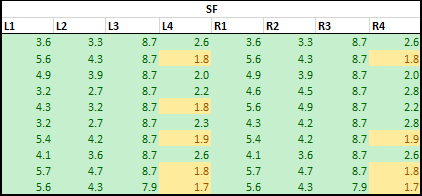 SF
L1 L2 L3 L4 R1 R2 R3 R4
3.6 3.3 8.7 2.6 3.6 3.3 8.7 2.6
5.6 4.3 8.7 1.8 5.6 4.3 8.7 1.8
4.9 3.9 8.7 2.0 4.9 3.9 8.7 2.0
3.2 2.7 8.7 2.2 4.6 4.5 8.7 2.8
4.3 3.2 8.7 1.8 5.6 4.9 8.7 2.2
3.2 2.7 8.7 2.3 4.3 4.2 8.7 2.8
5.4 4.2 8.7 1.9 5.4 4.2 8.7 1.9
4.1 3.6 8.7 2.6 4.1 3.6 8.7 2.6
5.7 4.7 8.7 1.8 5.7 4.7 8.7 1.8
5.6 4.3 7.9 1.7 5.6 4.3 7.9 1.7